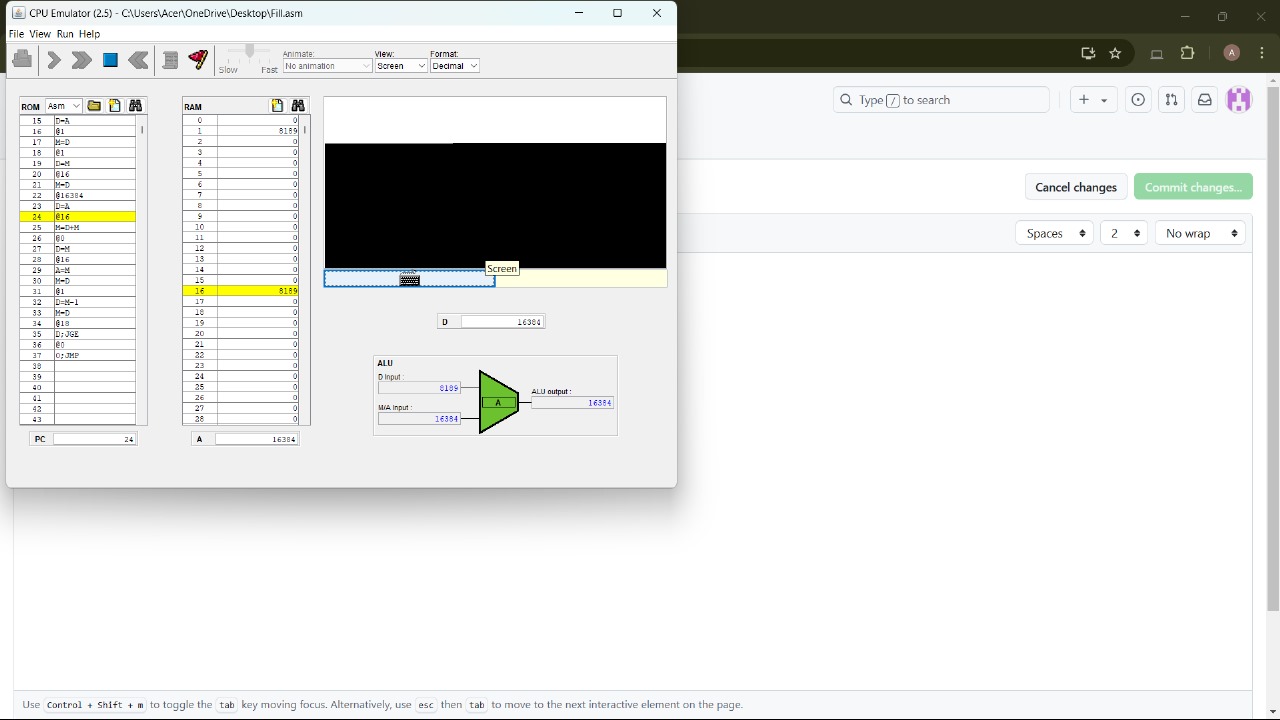 CPU Emulator (2.5) - C:\Users\Acer\OneDrive\Desktop\Fill.asm
File View Run Help
Slow Fast
Animate:
No animation
View:
Screen
Format:
Decimal
A
Type / to search
Cancel changes
Commit changes...
Spaces
2
No wrap
ROM Asm
15 D=A
16 @1
17 M=D
18 @1
19 D=M
20 @16
21 M=D
22 @16384
23 D=A
24 @16
25 M=D+M
26 @0
27 D=M
28 @16
29 A=M
30 M=D
31 @1
32 D=M-1
33 M=D
34 @18
35 D;JGE
36 @0
37 0;JMP
38
39
40
41
42
43
PC 24
RAM
0 0
1 8189
2 0
3 0
4 0
5 0
6 0
7 0
8 0
9 0
10 0
11 0
12 0
13 0
14 0
15 0
16 8189
17 0
18 0
19 0
20 0
21 0
22 0
23 0
24 0
25 0
26 0
27 0
28 0
A 16384
Screen
D 16384
ALU
D Input :
8189
M/A Input :
16384
A
ALU output :
16384
Use Control + Shift + m to toggle the tab key moving focus. Alternatively, use esc then tab to move to the next interactive element on the page.